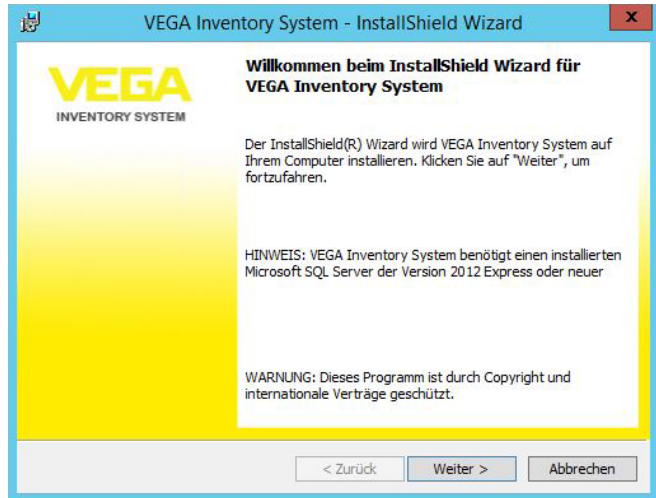 VEGA Inventory System - InstallShield Wizard
x
VEGA
INVENTORY SYSTEM
Willkommen beim InstallShield Wizard für
VEGA Inventory System
Der InstallShield(R) Wizard wird VEGA Inventory System auf
Ihrem Computer installieren. Klicken Sie auf "Weiter", um
fortzufahren.
HINWEIS: VEGA Inventory System benötigt einen installierten
Microsoft SQL Server der Version 2012 Express oder neuer
WARNUNG: Dieses Programm ist durch Copyright und
internationale Verträge geschützt.
< Zurück
Weiter >
Abbrechen